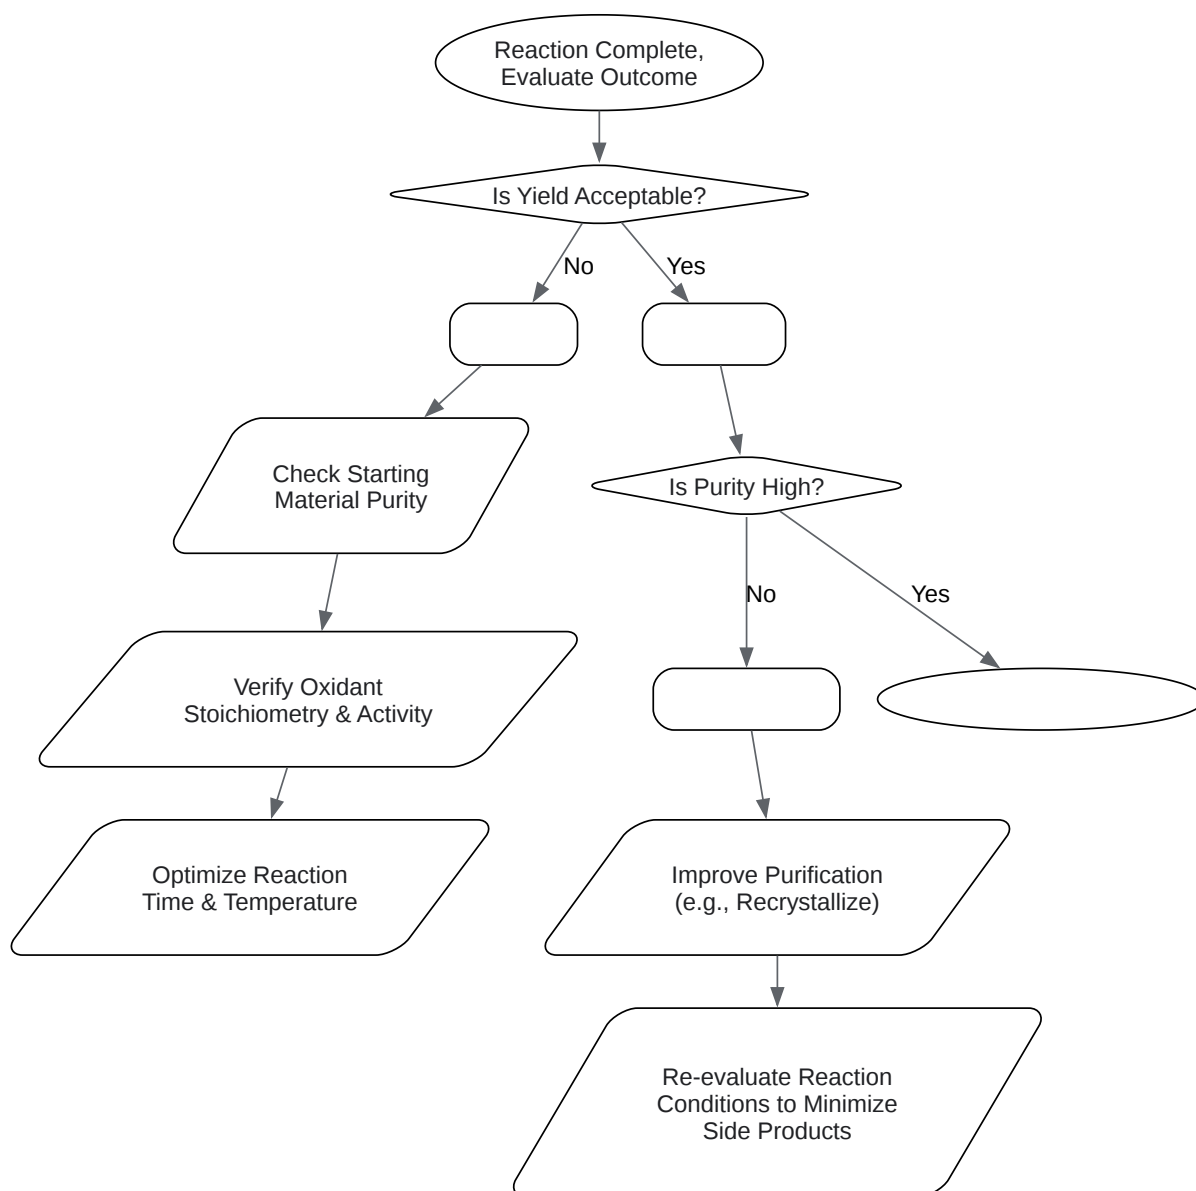 Reaction Complete,
Evaluate Outcome
Is Yield Acceptable?
No
Yes
Check Starting
Material Purity
Is Purity High?
No
Yes
Verify Oxidant
Stoichiometry & Activity
Optimize Reaction
Time & Temperature
Improve Purification
(e.g., Recrystallize)
Re-evaluate Reaction
Conditions to Minimize
Side Products